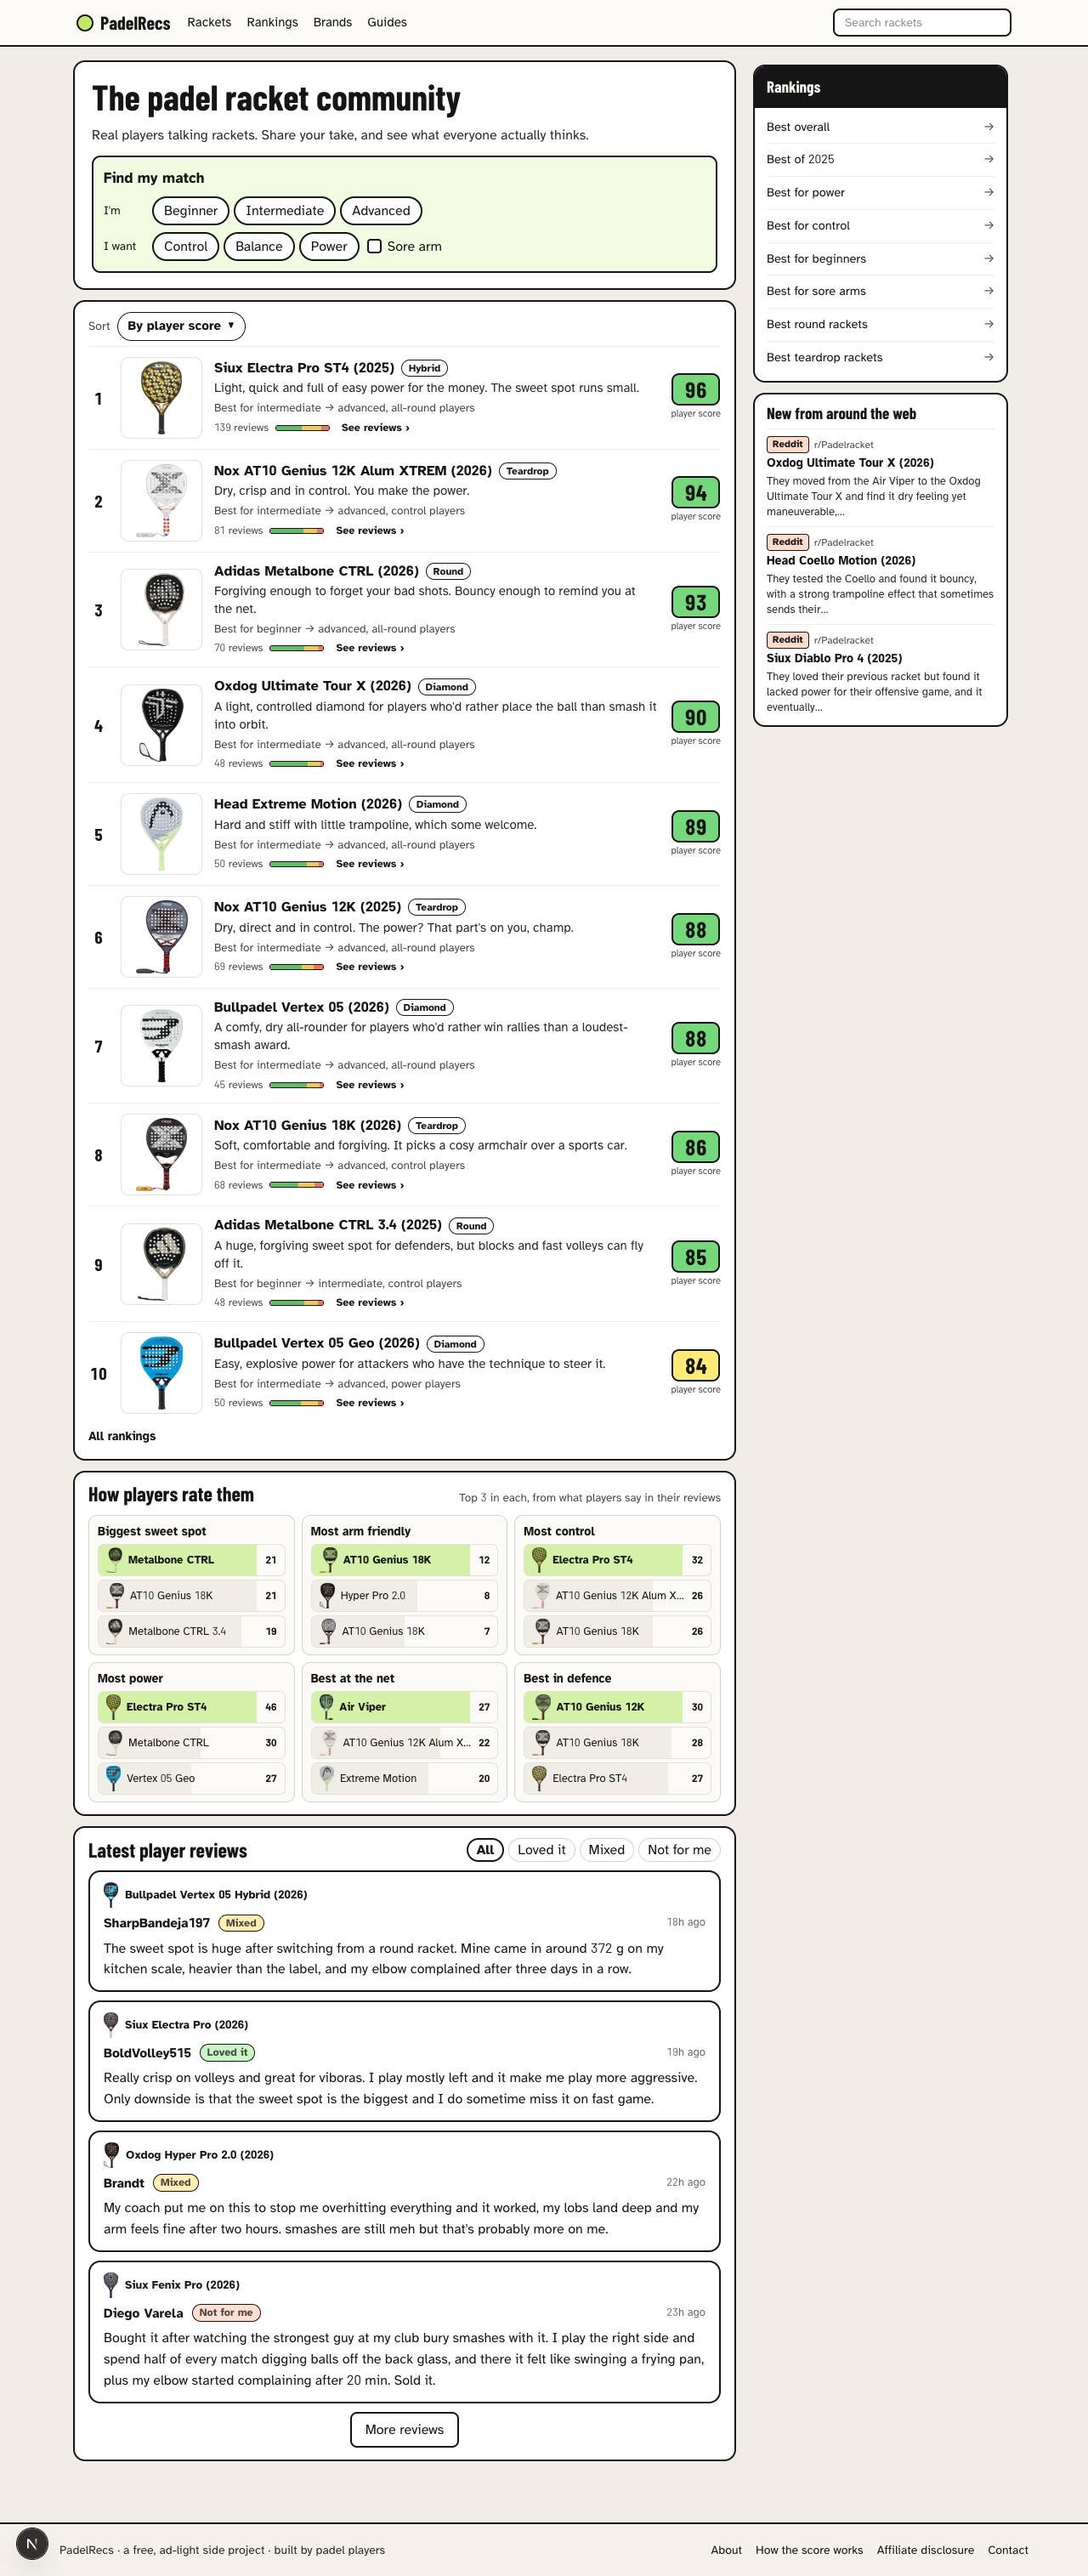 PadelRecs Rackets Rankings Brands Guides Search rackets
The padel racket community
Real players talking rackets. Share your take, and see what everyone actually thinks.
Find my match
I'm Beginner Intermediate Advanced
I want Control Balance Power Sore arm
Sort By player score ▼
1
Siux Electra Pro ST4 (2025) Hybrid
Light, quick and full of easy power for the money. The sweet spot runs small.
Best for intermediate → advanced, all-round players
139 reviews See reviews ›
96
player score
2
Nox AT10 Genius 12K Alum XTREM (2026) Teardrop
Dry, crisp and in control. You make the power.
Best for intermediate → advanced, control players
81 reviews See reviews ›
94
player score
3
Adidas Metalbone CTRL (2026) Round
Forgiving enough to forget your bad shots. Bouncy enough to remind you at
the net.
Best for beginner → advanced, all-round players
70 reviews See reviews ›
93
player score
4
Oxdog Ultimate Tour X (2026) Diamond
A light, controlled diamond for players who'd rather place the ball than smash it
into orbit.
Best for intermediate → advanced, all-round players
48 reviews See reviews ›
90
player score
5
Head Extreme Motion (2026) Diamond
Hard and stiff with little trampoline, which some welcome.
Best for intermediate → advanced, all-round players
50 reviews See reviews ›
89
player score
6
Nox AT10 Genius 12K (2025) Teardrop
Dry, direct and in control. The power? That part's on you, champ.
Best for intermediate → advanced, all-round players
69 reviews See reviews ›
88
player score
7
Bullpadel Vertex 05 (2026) Diamond
A comfy, dry all-rounder for players who'd rather win rallies than a loudest-
smash award.
Best for intermediate → advanced, all-round players
45 reviews See reviews ›
88
player score
8
Nox AT10 Genius 18K (2026) Teardrop
Soft, comfortable and forgiving. It picks a cosy armchair over a sports car.
Best for intermediate → advanced, control players
68 reviews See reviews ›
86
player score
9
Adidas Metalbone CTRL 3.4 (2025) Round
A huge, forgiving sweet spot for defenders, but blocks and fast volleys can fly
off it.
Best for beginner → intermediate, control players
48 reviews See reviews ›
85
player score
10
Bullpadel Vertex 05 Geo (2026) Diamond
Easy, explosive power for attackers who have the technique to steer it.
Best for intermediate → advanced, power players
50 reviews See reviews ›
84
player score
All rankings
Rankings
Best overall →
Best of 2025 →
Best for power →
Best for control →
Best for beginners →
Best for sore arms →
Best round rackets →
Best teardrop rackets →
New from around the web
Reddit r/Padelracket
Oxdog Ultimate Tour X (2026)
They moved from the Air Viper to the Oxdog
Ultimate Tour X and find it dry feeling yet
maneuverable,...
Reddit r/Padelracket
Head Coello Motion (2026)
They tested the Coello and found it bouncy,
with a strong trampoline effect that sometimes
sends their...
Reddit r/Padelracket
Siux Diablo Pro 4 (2025)
They loved their previous racket but found it
lacked power for their offensive game, and it
eventually...
How players rate them Top 3 in each, from what players say in their reviews
Biggest sweet spot
Metalbone CTRL 21
AT10 Genius 18K 21
Metalbone CTRL 3.4 19
Most arm friendly
AT10 Genius 18K 12
Hyper Pro 2.0 8
AT10 Genius 18K 7
Most control
Electra Pro ST4 32
AT10 Genius 12K Alum X... 26
AT10 Genius 18K 26
Most power
Electra Pro ST4 46
Metalbone CTRL 30
Vertex 05 Geo 27
Best at the net
Air Viper 27
AT10 Genius 12K Alum X... 22
Extreme Motion 20
Best in defence
AT10 Genius 12K 30
AT10 Genius 18K 28
Electra Pro ST4 27
Latest player reviews All Loved it Mixed Not for me
Bullpadel Vertex 05 Hybrid (2026)
SharpBandeja197 Mixed 18h ago
The sweet spot is huge after switching from a round racket. Mine came in around 372 g on my
kitchen scale, heavier than the label, and my elbow complained after three days in a row.
Siux Electra Pro (2026)
BoldVolley515 Loved it 19h ago
Really crisp on volleys and great for viboras. I play mostly left and it make me play more aggressive.
Only downside is that the sweet spot is the biggest and I do sometime miss it on fast game.
Oxdog Hyper Pro 2.0 (2026)
Brandt Mixed 22h ago
My coach put me on this to stop me overhitting everything and it worked, my lobs land deep and my
arm feels fine after two hours. smashes are still meh but that's probably more on me.
Siux Fenix Pro (2026)
Diego Varela Not for me 23h ago
Bought it after watching the strongest guy at my club bury smashes with it. I play the right side and
spend half of every match digging balls off the back glass, and there it felt like swinging a frying pan,
plus my elbow started complaining after 20 min. Sold it.
More reviews
N PadelRecs · a free, ad-light side project · built by padel players About How the score works Affiliate disclosure Contact